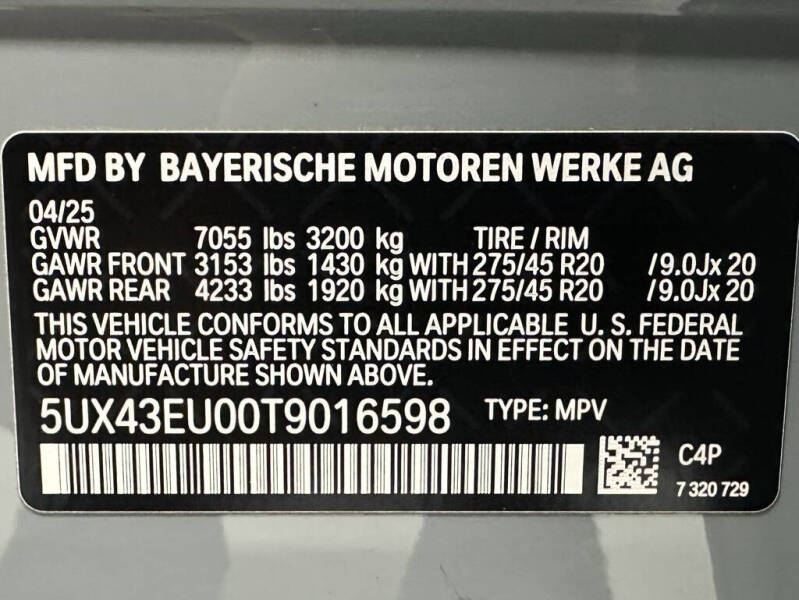 MFD BY BAYERISCHE MOTOREN WERKE AG
04/25
GVWR 7055 lbs 3200 kg TIRE / RIM
GAWR FRONT 3153 lbs 1430 kg WITH 275/45 R20 /9.0Jx 20
GAWR REAR 4233 lbs 1920 kg WITH 275/45 R20 /9.0Jx 20
THIS VEHICLE CONFORMS TO ALL APPLICABLE U. S. FEDERAL
MOTOR VEHICLE SAFETY STANDARDS IN EFFECT ON THE DATE
OF MANUFACTURE SHOWN ABOVE.
5UX43EU00T9016598 TYPE: MPV
C4P
7 320 729